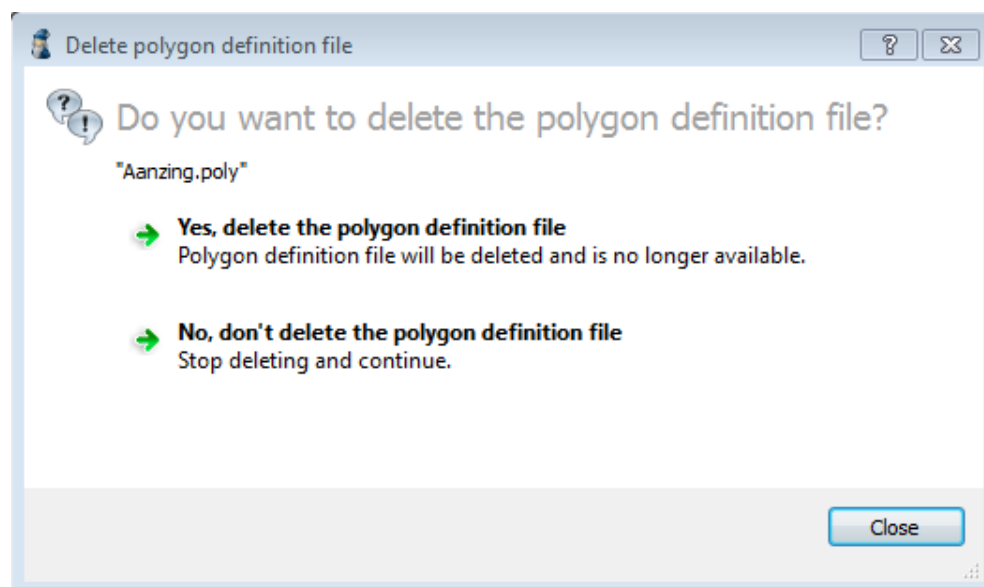 Delete polygon definition file
Do you want to delete the polygon definition file?
"Aanzing.poly"
Yes, delete the polygon definition file
Polygon definition file will be deleted and is no longer available.
No, don't delete the polygon definition file
Stop deleting and continue.
Close